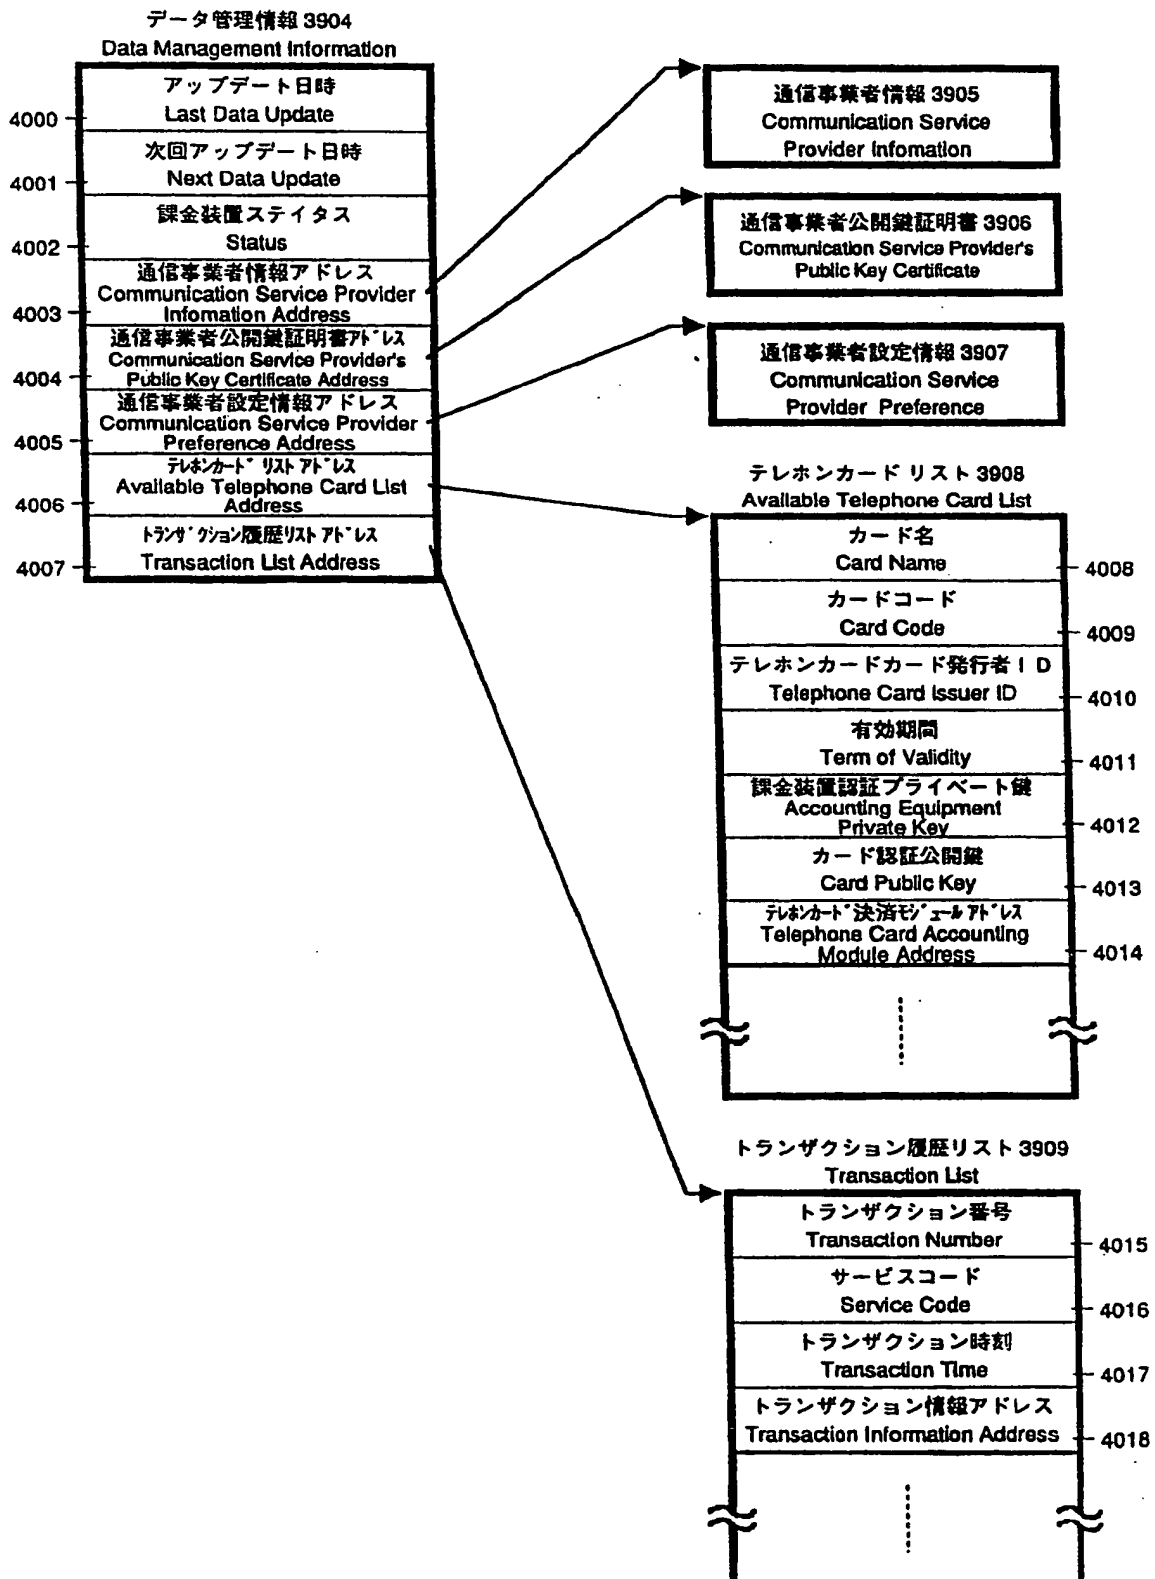 データ管理情報 3904
Data Management Information
アップデート日時
Last Data Update
4000
次回アップデート日時
Next Data Update
4001
課金装置ステイタス
Status
4002
通信事業者情報アドレス
Communication Service Provider
Infomation Address
4003
通信事業者公開鍵証明書アドレス
Communication Service Provider's
Public Key Certificate Address
4004
通信事業者設定情報アドレス
Communication Service Provider
Preference Address
4005
テレホンカード リスト アドレス
Available Telephone Card List
Address
4006
トランザクション履歴リスト アドレス
Transaction List Address
4007
通信事業者情報 3905
Communication Service
Provider Infomation
通信事業者公開鍵証明書 3906
Communication Service Provider's
Public Key Certificate
通信事業者設定情報 3907
Communication Service
Provider Preference
テレホンカード リスト 3908
Available Telephone Card List
カード名
Card Name
4008
カードコード
Card Code
4009
テレホンカードカード発行者ID
Telephone Card Issuer ID
4010
有効期間
Term of Validity
4011
課金装置認証プライベート鍵
Accounting Equipment
Private Key
4012
カード認証公開鍵
Card Public Key
4013
テレホンカード決済モジュールアドレス
Telephone Card Accounting
Module Address
4014
トランザクション履歴リスト 3909
Transaction List
トランザクション番号
Transaction Number
4015
サービスコード
Service Code
4016
トランザクション時刻
Transaction Time
4017
トランザクション情報アドレス
Transaction Information Address
4018